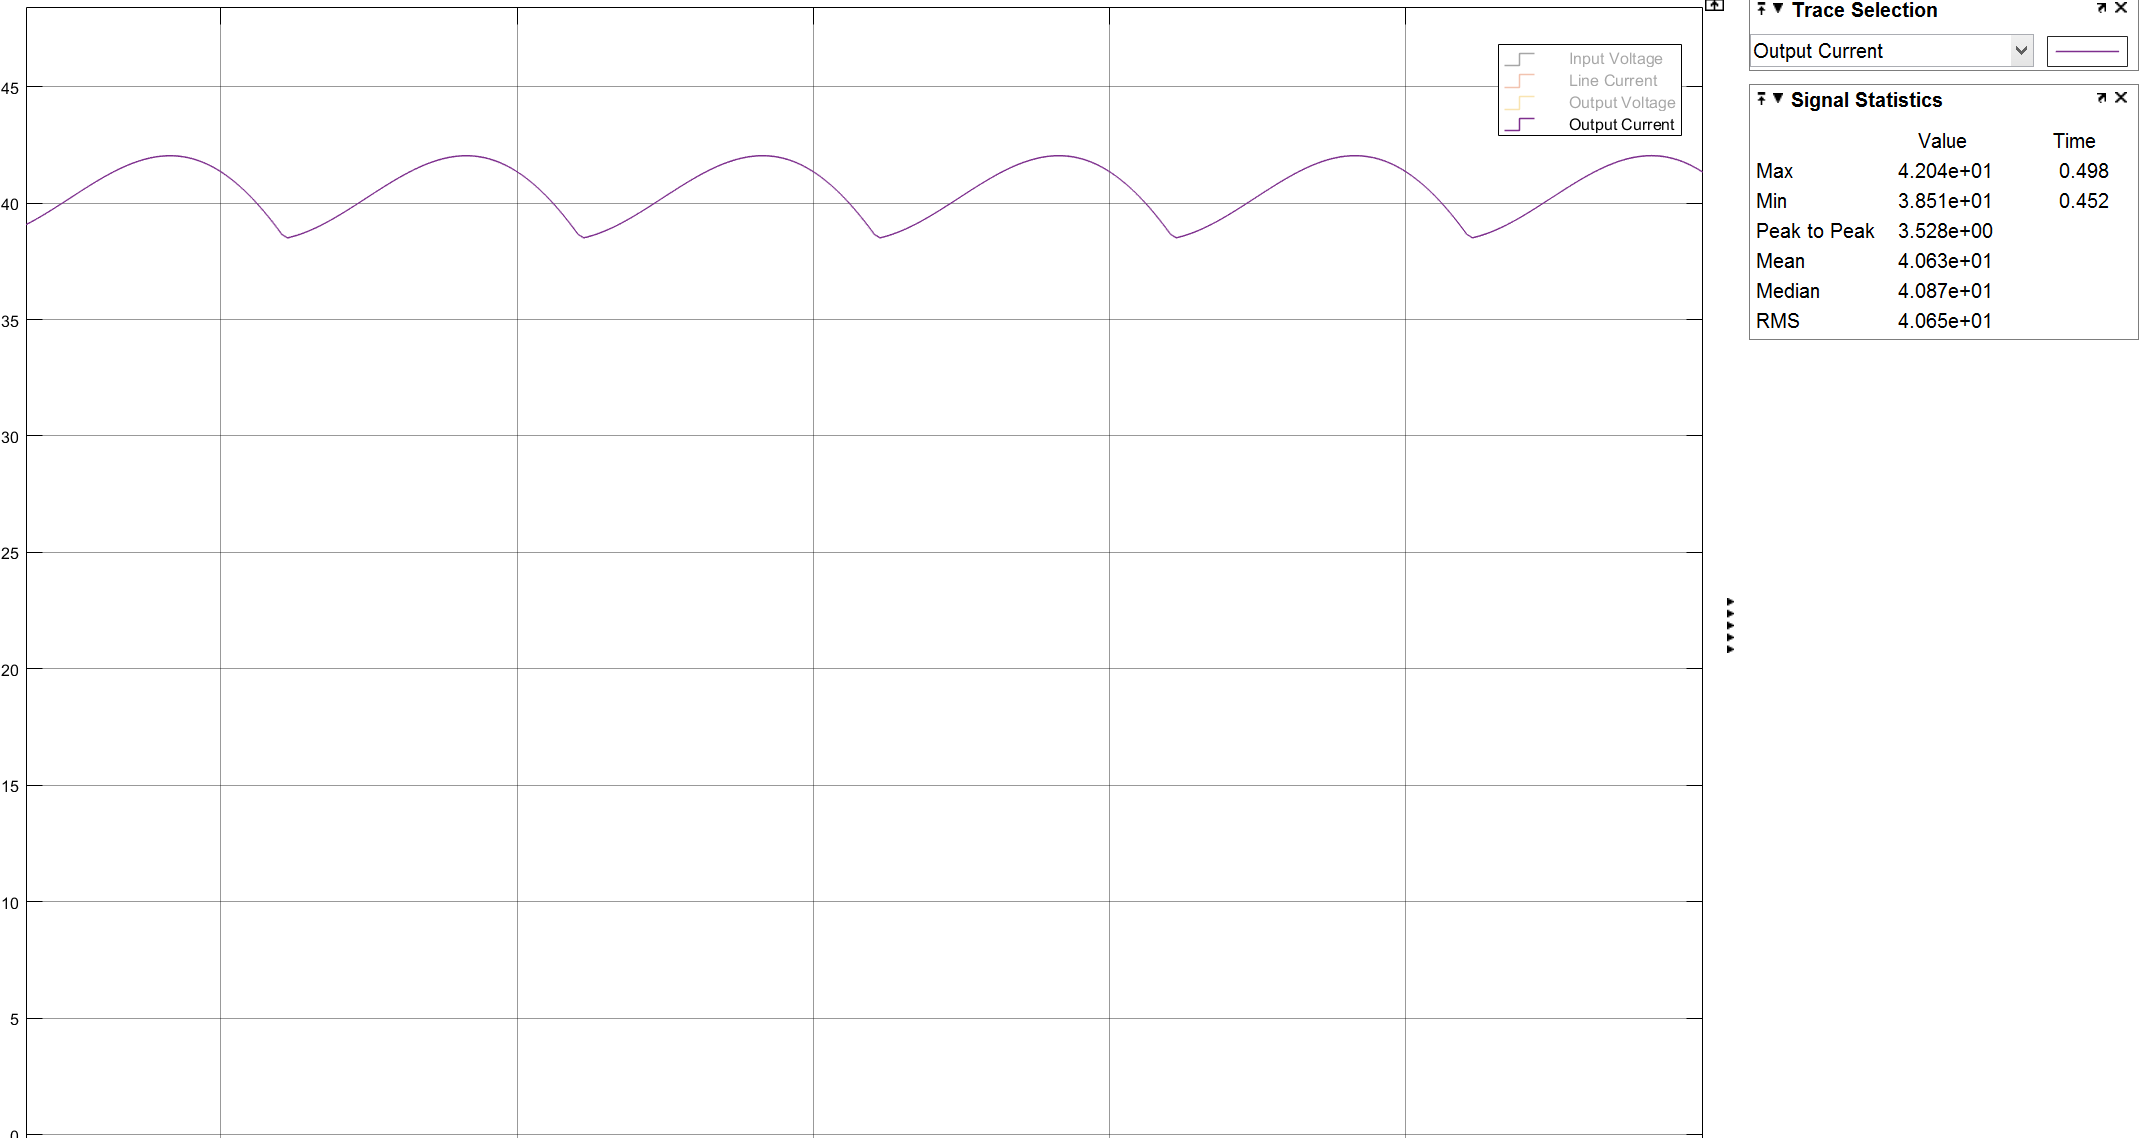 45
40
35
30
25
20
15
10
5
0
Input Voltage
Line Current
Output Voltage
Output Current
Trace Selection
Output Current
Signal Statistics
Value Time
Max 4.204e+01 0.498
Min 3.851e+01 0.452
Peak to Peak 3.528e+00
Mean 4.063e+01
Median 4.087e+01
RMS 4.065e+01